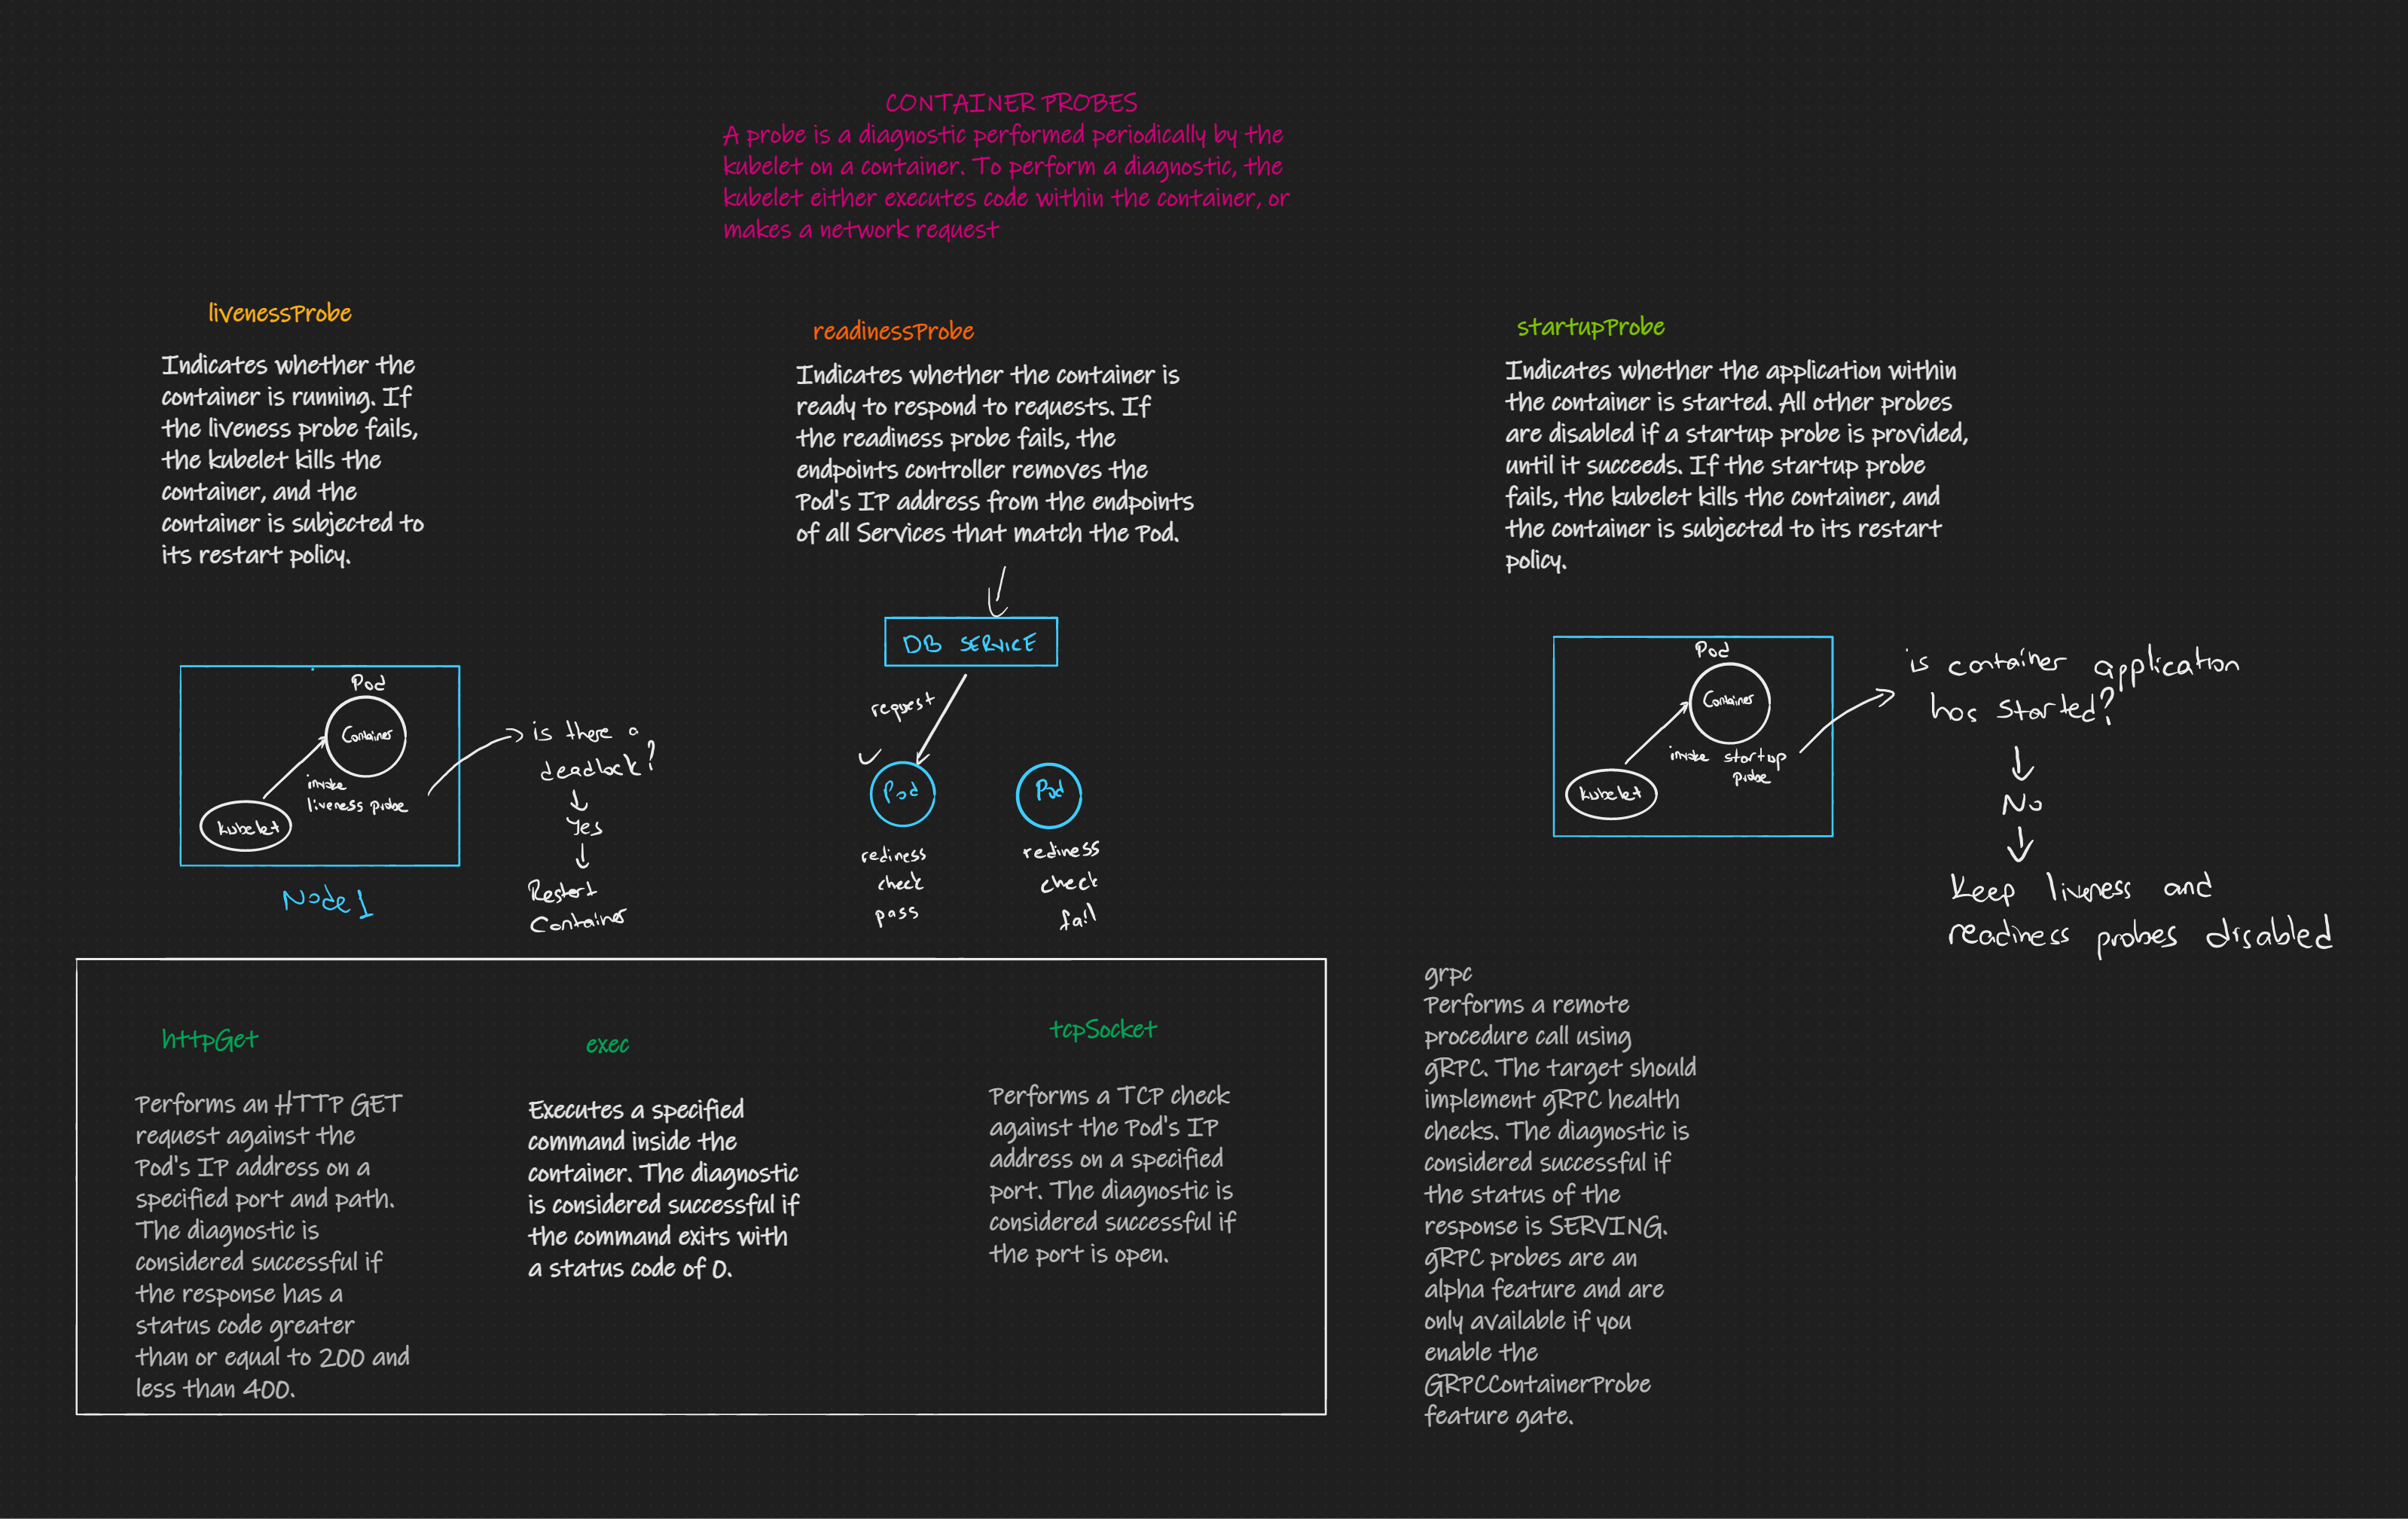 CONTAINER PROBES
A probe is a diagnostic performed periodically by the
kubelet on a container. To perform a diagnostic, the
kubelet either executes code within the container, or
makes a network request
livenessProbe
Indicates whether the
container is running. If
the liveness probe fails,
the kubelet kills the
container, and the
container is subjected to
its restart policy.
Pod
Container
invoke
liveness probe
kubelet
Node1
is there a
deadlock?
Yes
Restert
Container
readinessProbe
Indicates whether the container is
ready to respond to requests. If
the readiness probe fails, the
endpoints controller removes the
Pod's IP address from the endpoints
of all Services that match the Pod.
DB SERVICE
request
Pod
Pod
rediness
check
pass
rediness
check
fail
startupProbe
Indicates whether the application within
the container is started. All other probes
are disabled if a startup probe is provided,
until it succeeds. If the startup probe
fails, the kubelet kills the container, and
the container is subjected to its restart
policy.
Pod
Container
invoke startup
probe
kubelet
is container application
has started?
No
Keep liveness and
readiness probes disabled
httpGet
Performs an HTTP GET
request against the
Pod's IP address on a
specified port and path.
The diagnostic is
considered successful if
the response has a
status code greater
than or equal to 200 and
less than 400.
exec
Executes a specified
command inside the
container. The diagnostic
is considered successful if
the command exits with
a status code of 0.
tcpSocket
Performs a TCP check
against the Pod's IP
address on a specified
port. The diagnostic is
considered successful if
the port is open.
grpc
Performs a remote
procedure call using
gRPC. The target should
implement gRPC health
checks. The diagnostic is
considered successful if
the status of the
response is SERVING.
gRPC probes are an
alpha feature and are
only available if you
enable the
GRPCContainerProbe
feature gate.